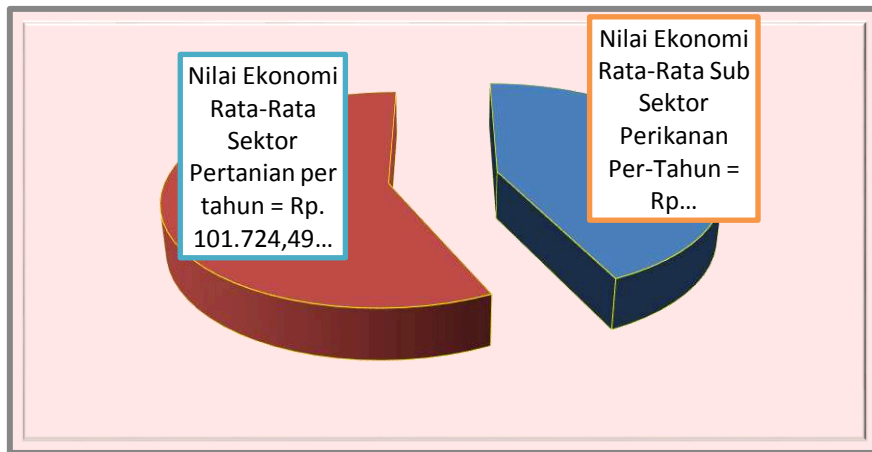 Nilai Ekonomi
Rata-Rata
Sektor
Pertanian per
tahun = Rp.
101.724,49...
Nilai Ekonomi
Rata-Rata Sub
Sektor
Perikanan
Per-Tahun =
Rp...